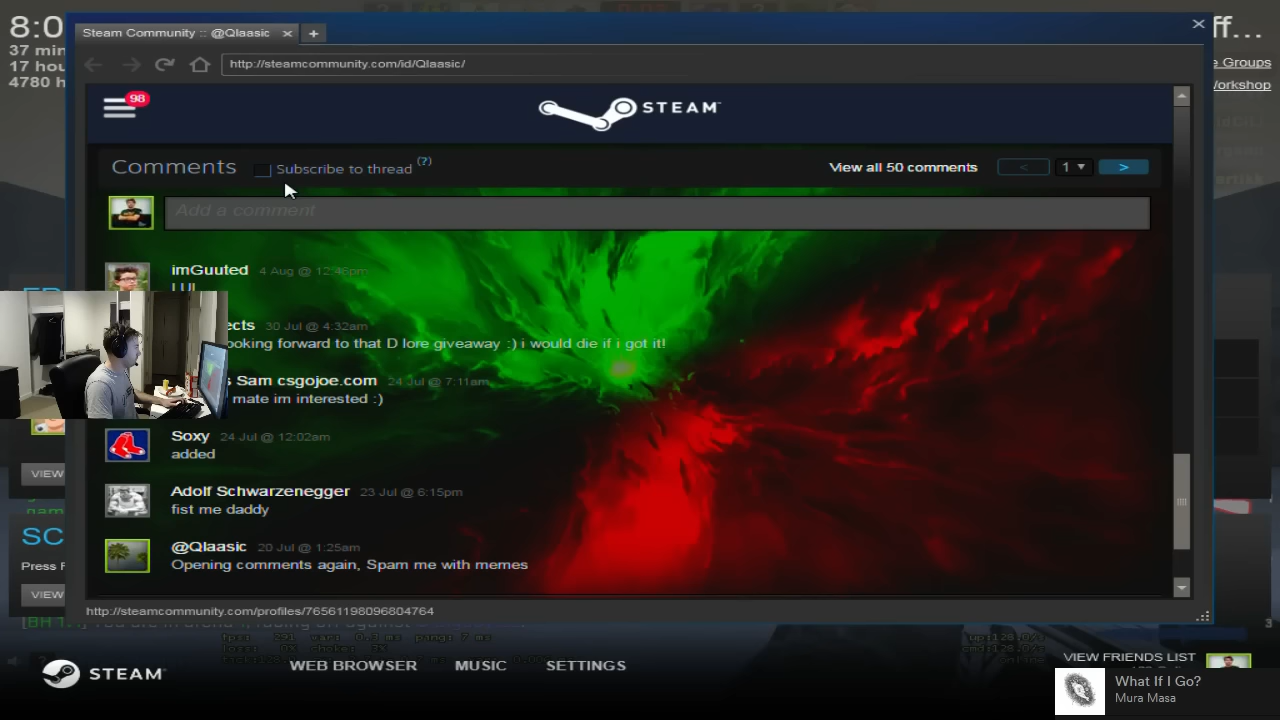 8:0
37 min
17 hou
4780 h
Steam Community :: @Qlaasic
http://steamcommunity.com/id/Qlaasic/
98
STEAM
Comments
Subscribe to thread (?)
View all 50 comments
< 1 >
Add a comment
imGuuted 4 Aug @ 12:46pm
LUL
ects 30 Jul @ 4:32am
ooking forward to that D lore giveaway :) i would die if i got it!
s Sam csgojoe.com 24 Jul @ 7:11am
mate im interested :)
Soxy 24 Jul @ 12:02am
added
Adolf Schwarzenegger 23 Jul @ 6:15pm
fist me daddy
@Qlaasic 20 Jul @ 1:25am
Opening comments again, Spam me with memes
http://steamcommunity.com/profiles/76561198096804764
ff...
e Groups
/orkshop
VIEW
SC
Press F
VIEW
STEAM
WEB BROWSER
MUSIC
SETTINGS
VIEW FRIENDS LIST
What If I Go?
Mura Masa